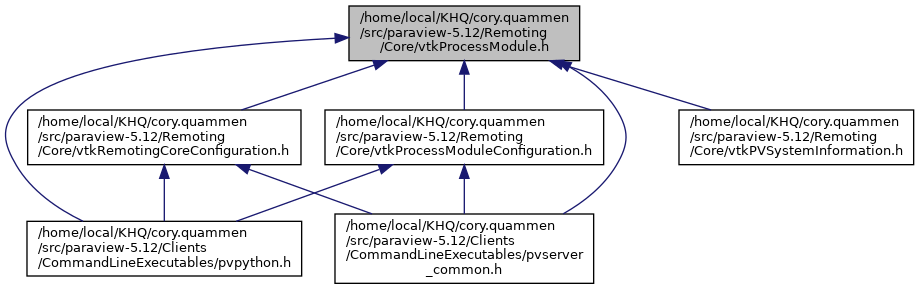 /home/local/KHQ/cory.quammen
/src/paraview-5.12/Remoting
/Core/vtkProcessModule.h
/home/local/KHQ/cory.quammen
/src/paraview-5.12/Remoting
/Core/vtkRemotingCoreConfiguration.h
/home/local/KHQ/cory.quammen
/src/paraview-5.12/Remoting
/Core/vtkProcessModuleConfiguration.h
/home/local/KHQ/cory.quammen
/src/paraview-5.12/Remoting
/Core/vtkPVSystemInformation.h
/home/local/KHQ/cory.quammen
/src/paraview-5.12/Clients
/CommandLineExecutables/pvpython.h
/home/local/KHQ/cory.quammen
/src/paraview-5.12/Clients
/CommandLineExecutables/pvserver
_common.h